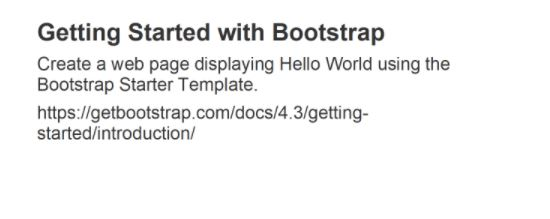 Getting Started with Bootstrap
Create a web page displaying Hello World using the
Bootstrap Starter Template.
https://getbootstrap.com/docs/4.3/getting-
started/introduction/